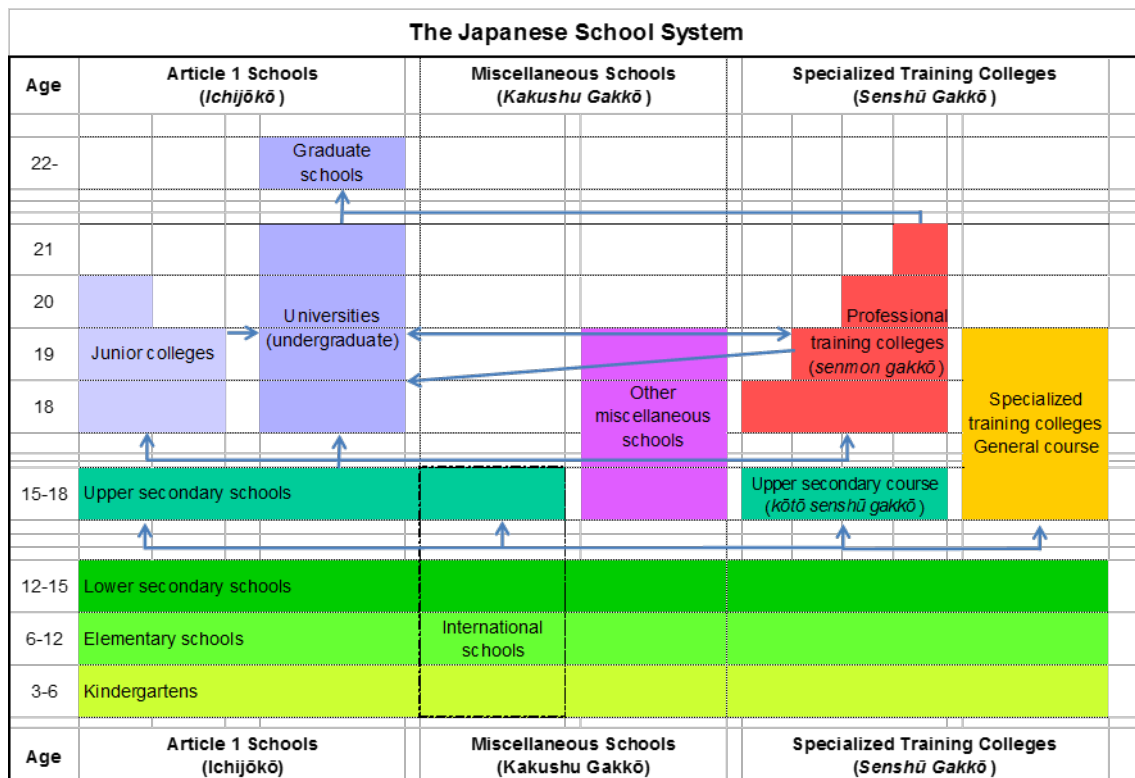 The Japanese School System
Age
Article 1 Schools
(Ichijōkō)
Miscellaneous Schools
(Kakushu Gakkō)
Specialized Training Colleges
(Senshū Gakkō)
22-
Graduate
schools
21
20
19
18
Junior colleges
Universities
(undergraduate)
Other
miscellaneous
schools
Professional
training colleges
(senmon gakkō)
Specialized
training colleges
General course
15-18
Upper secondary schools
Upper secondary course
(kōtō senshū gakkō)
12-15
Lower secondary schools
6-12
Elementary schools
International
schools
3-6
Kindergartens
Age
Article 1 Schools
(Ichijōkō)
Miscellaneous Schools
(Kakushu Gakkō)
Specialized Training Colleges
(Senshū Gakkō)